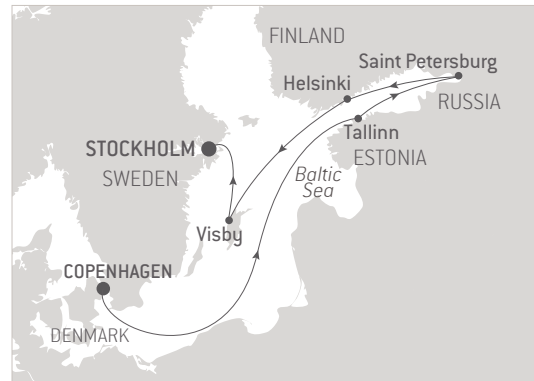 FINLAND
Saint Petersburg
Helsinki
RUSSIA
Tallinn
STOCKHOLM
ESTONIA
SWEDEN
Baltic
Sea
Visby
COPENHAGEN
DENMARK